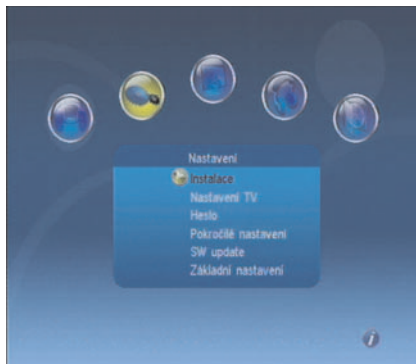 Nastavení
Instalace
Nastavení TV
Heslo
Pokročilé nastavení
SW update
Základní nastavení
i